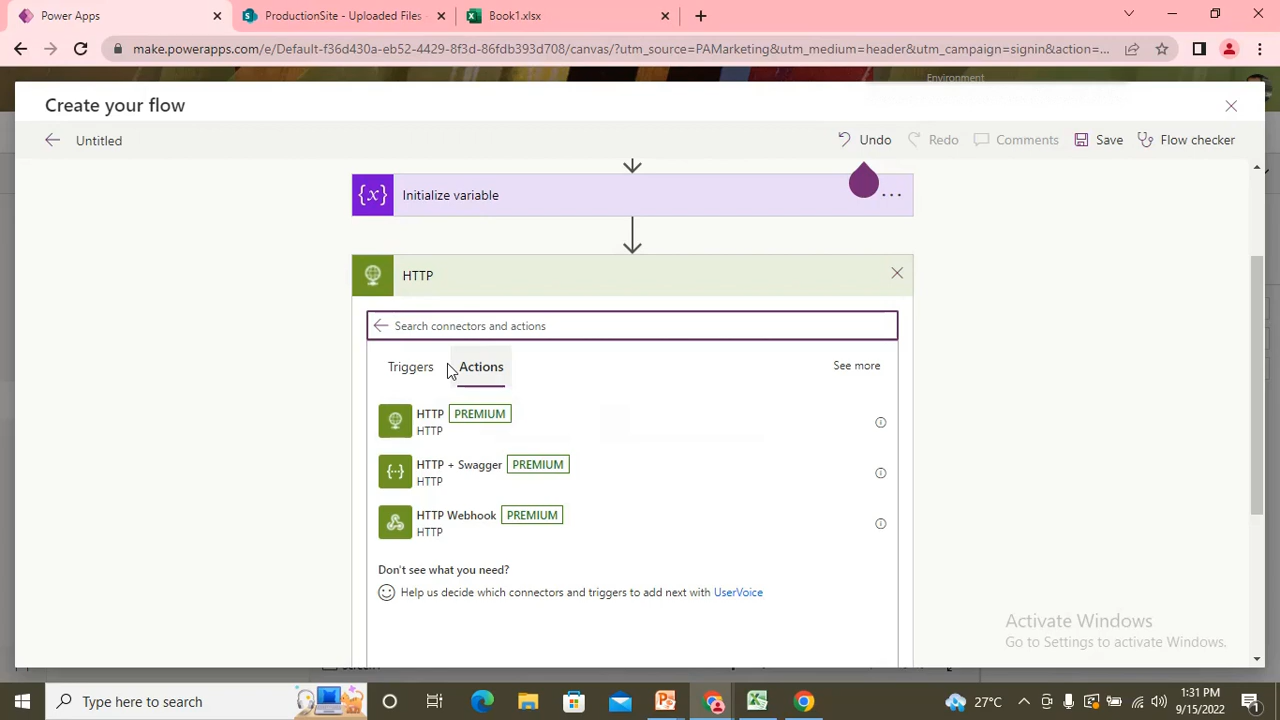 Power Apps
ProductionSite - Uploaded Files -
Book1.xlsx
make.powerapps.com/e/Default-f36d430a-eb52-4429-8f3d-86fdb393d708/canvas/?utm_source=PAMarketing&utm_medium=header&utm_campaign=signin&action=...
Environment
Create your flow
Untitled
Undo
Redo
Comments
Save
Flow checker
{x}
Initialize variable
...
HTTP
Search connectors and actions
Triggers
Actions
See more
HTTP PREMIUM
HTTP
HTTP + Swagger PREMIUM
HTTP
HTTP Webhook PREMIUM
HTTP
Don't see what you need?
Help us decide which connectors and triggers to add next with UserVoice
Activate Windows
Go to Settings to activate Windows.
Type here to search
27°C
1:31 PM
9/15/2022
1